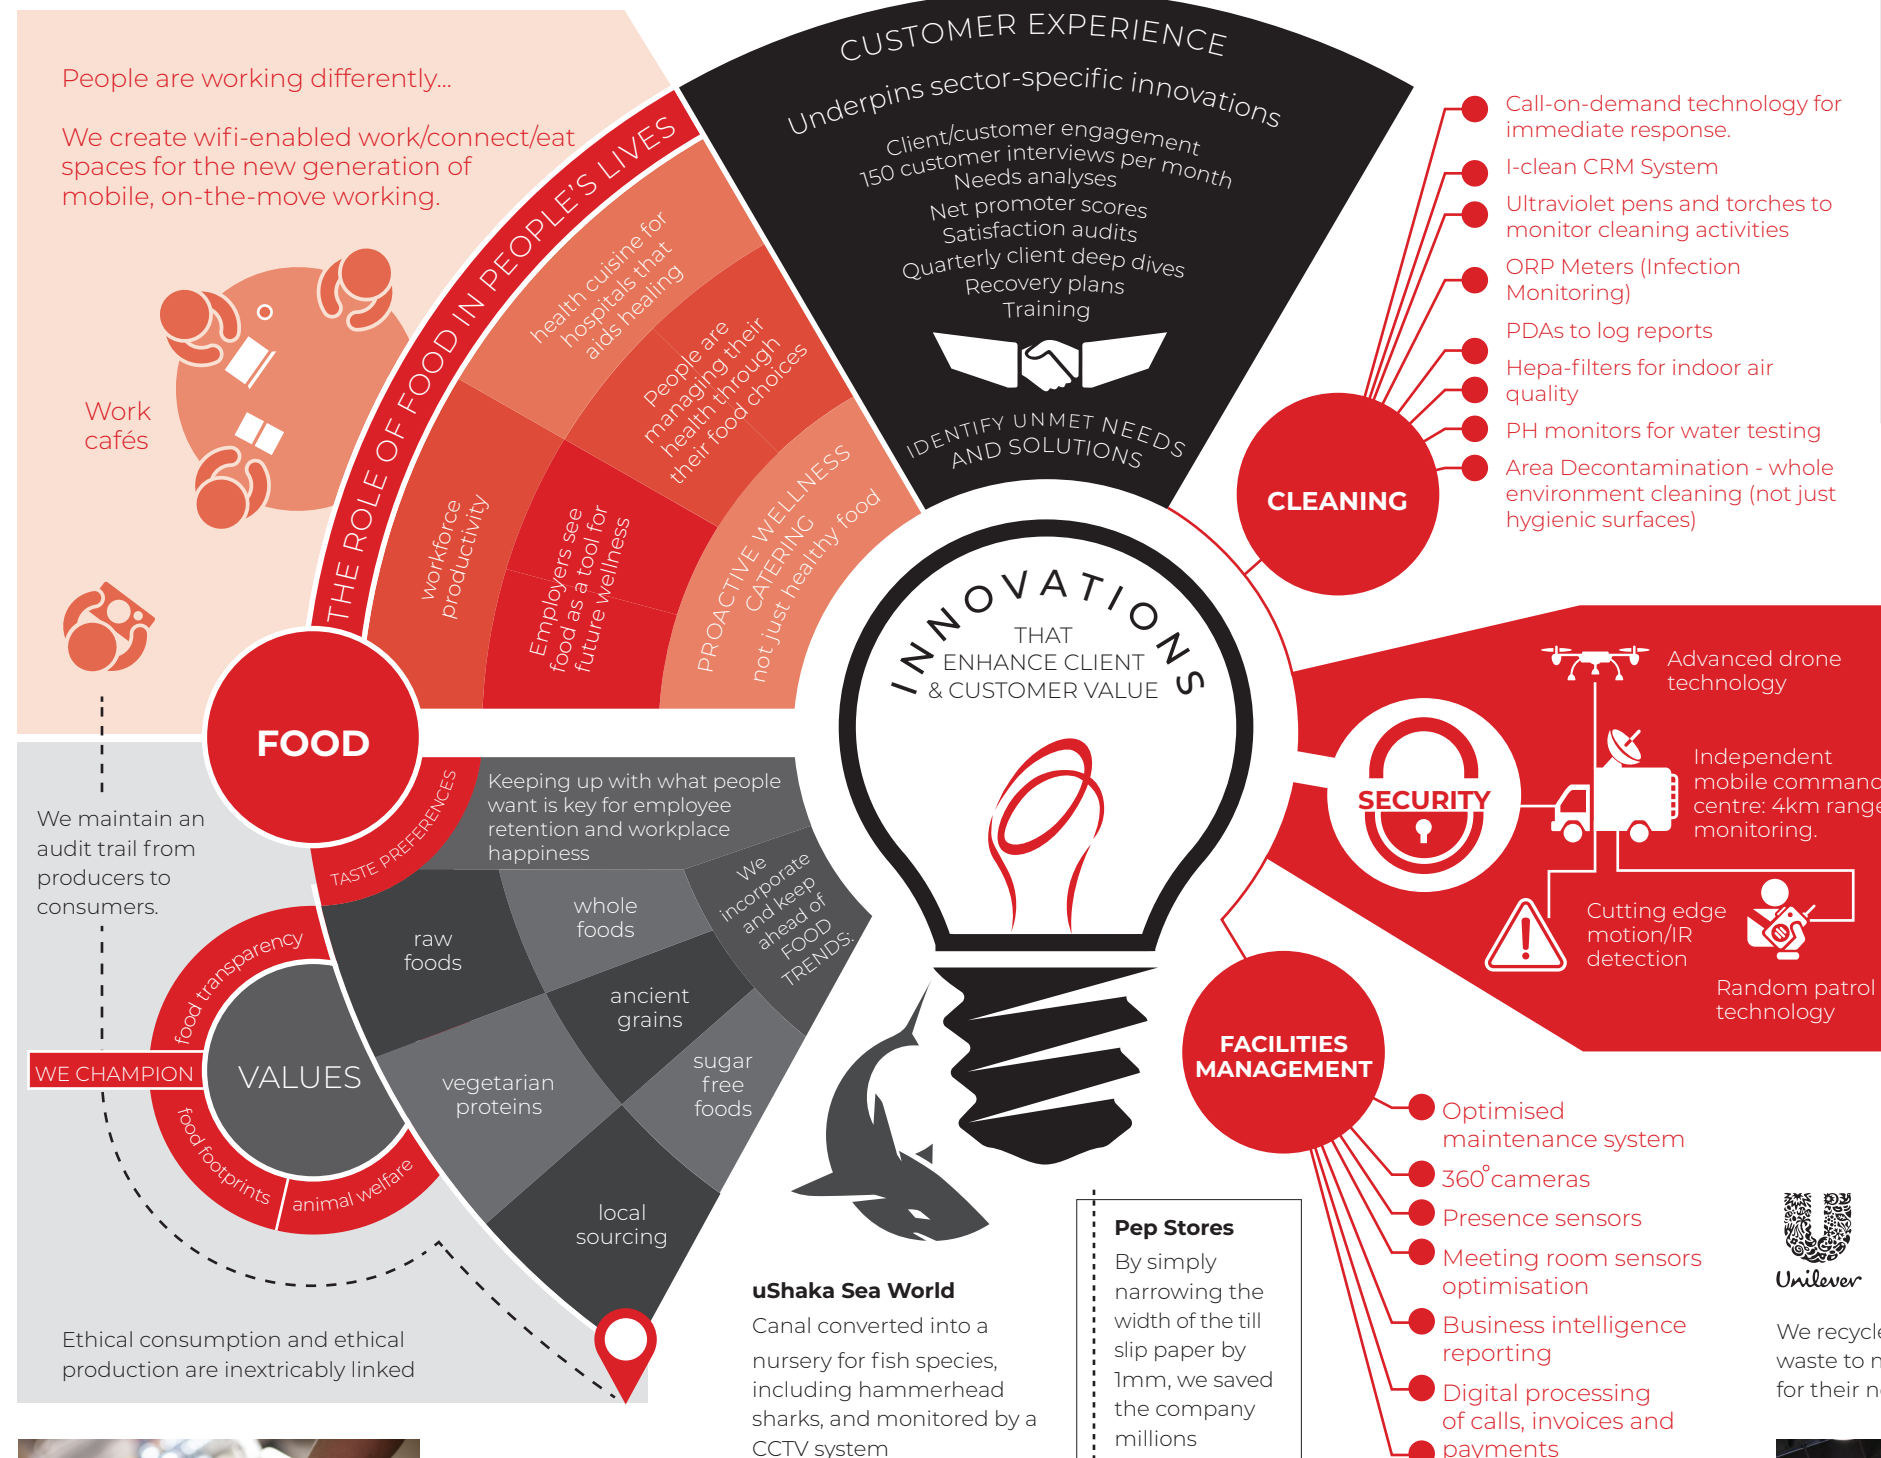 People are working differently...
We create wifi-enabled work/connect/eat
spaces for the new generation of
mobile, on-the-move working.
Work
cafés
THE ROLE OF FOOD IN PEOPLE'S LIVES
health cuisine for
hospitals that
aids healing
People are
managing their
health through
their food choices
workforce
productivity
Employers see
food as a tool for
future wellness
PROACTIVE WELLNESS
CATERING
not just healthy food
FOOD
CUSTOMER EXPERIENCE
Underpins sector-specific innovations
Client/customer engagement
150 customer interviews per month
Needs analyses
Net promoter scores
Satisfaction audits
Quarterly client deep dives
Recovery plans
Training
IDENTIFY UNMET NEEDS
AND SOLUTIONS
INNOVATIONS
THAT
ENHANCE CLIENT
& CUSTOMER VALUE
CLEANING
Call-on-demand technology for
immediate response.
I-clean CRM System
Ultraviolet pens and torches to
monitor cleaning activities
ORP Meters (Infection
Monitoring)
PDAs to log reports
Hepa-filters for indoor air
quality
PH monitors for water testing
Area Decontamination - whole
environment cleaning (not just
hygienic surfaces)
SECURITY
Advanced drone
technology
Independent
mobile command
centre: 4km range
monitoring.
Cutting edge
motion/IR
detection
Random patrol
technology
TASTE PREFERENCES
Keeping up with what people
want is key for employee
retention and workplace
happiness
We
incorporate
and keep
ahead of
FOOD
TRENDS:
raw
foods
whole
foods
ancient
grains
vegetarian
proteins
sugar
free
foods
local
sourcing
We maintain an
audit trail from
producers to
consumers.
WE CHAMPION
VALUES
food transparency
food footprints
animal welfare
Ethical consumption and ethical
production are inextricably linked
uShaka Sea World
Canal converted into a
nursery for fish species,
including hammerhead
sharks, and monitored by a
CCTV system
Pep Stores
By simply
narrowing the
width of the till
slip paper by
1mm, we saved
the company
millions
FACILITIES
MANAGEMENT
Optimised
maintenance system
360° cameras
Presence sensors
Meeting room sensors
optimisation
Business intelligence
reporting
Digital processing
of calls, invoices and
payments
Unilever
We recycle
waste to
for their